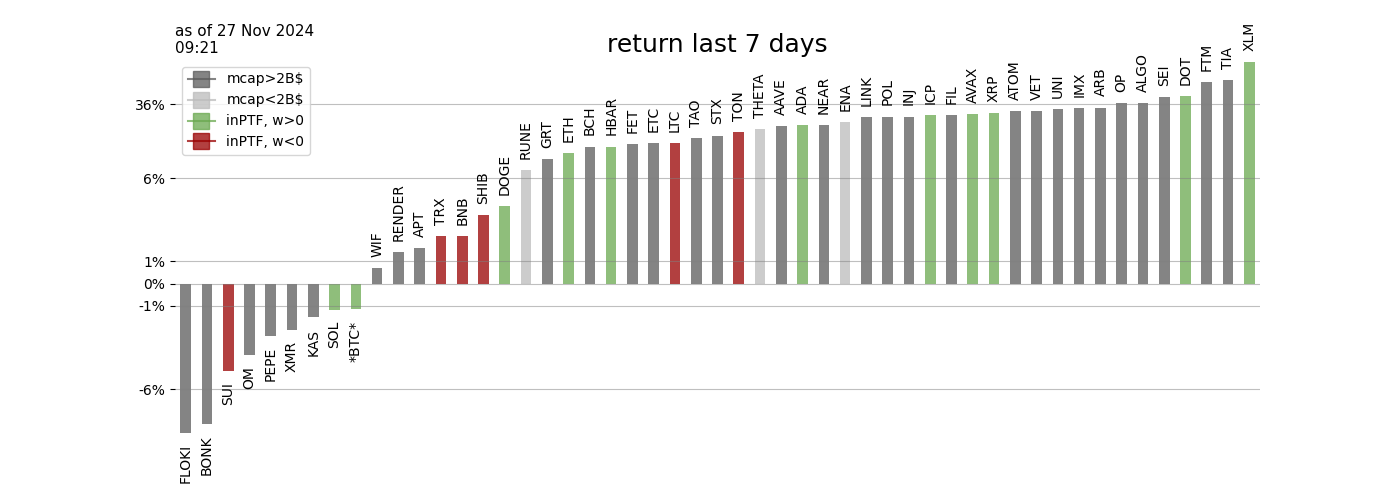 as of 27 Nov 2024
09:21
return last 7 days
mcap>2B$
mcap<2B$
inPTF, w>0
inPTF, w<0
36%
6%
1%
0%
-1%
-6%
FLOKI
BONK
SUI
OM
PEPE
XMR
KAS
SOL
*BTC*
WIF
RENDER
APT
TRX
BNB
SHIB
DOGE
RUNE
GRT
ETH
BCH
HBAR
FET
ETC
LTC
TAO
STX
TON
THETA
AAVE
ADA
NEAR
ENA
LINK
POL
INJ
ICP
FIL
AVAX
XRP
ATOM
VET
UNI
IMX
ARB
OP
ALGO
SEI
DOT
FTM
TIA
XLM